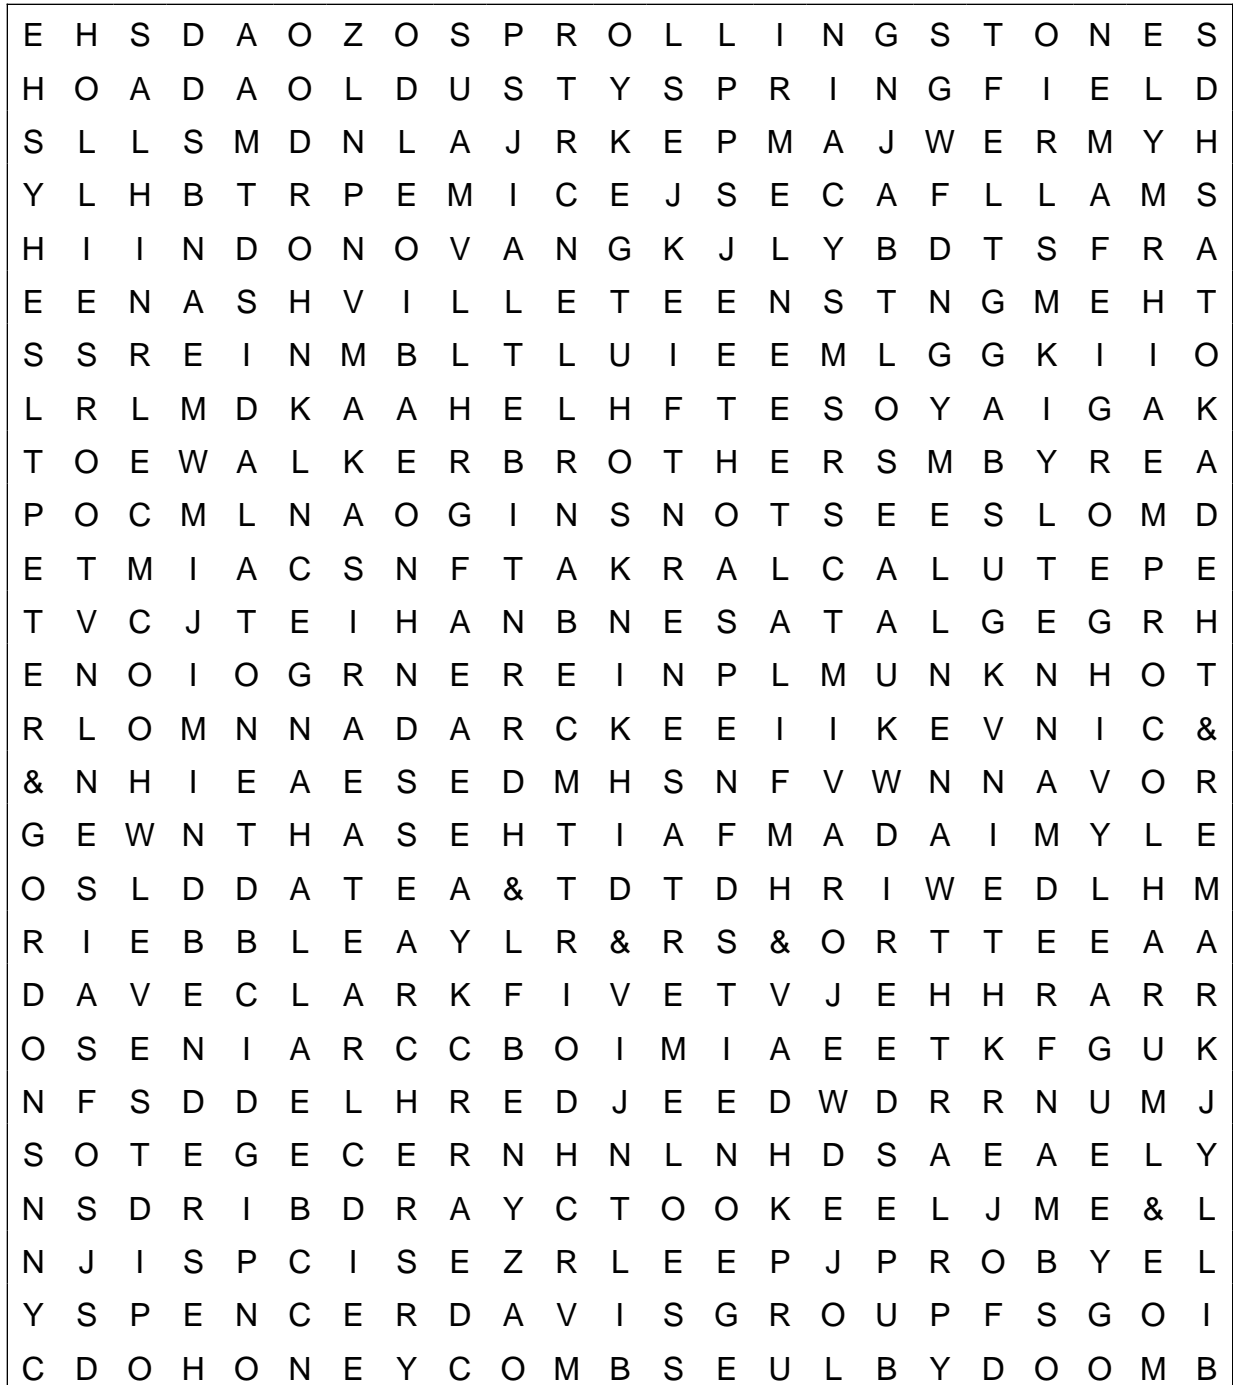 E H S D A O Z O S P R O L L I N G S T O N E S
H O A D A O L D U S T Y S P R I N G F I E L D
S L L S M D N L A J R K E P M A J W E R M Y H
Y L H B T R P E M I C E J S E C A F L L A M S
H I I N D O N O V A N G K J L Y B D T S F R A
E E N A S H V I L L E T E E N S T N G M E H T
S S R E I N M B L T L U I E E M L G G K I I O
L R L M D K A A H E L H F T E S O Y A I G A K
T O E W A L K E R B R O T H E R S M B Y R E A
P O C M L N A O G I N S N O T S E E S L O M D
E T M I A C S N F T A K R A L C A L U T E P E
T V C J T E I H A N B N E S A T A L G E G R H
E N O I O G R N E R E I N P L M U N K N H O T
R L O M N N A D A R C K E E I I K E V N I C &
& N H I E A E S E D M H S N F V W N N A V O R
G E W N T H A S E H T I A F M A D A I M Y L E
O S L D D A T E A & T D T D H R I W E D L H M
R I E B B L E A Y L R & R S & O R T T E E A A
D A V E C L A R K F I V E T V J E H H R A R R
O S E N I A R C C B O I M I A E E T K F G U K
N F S D D E L H R E D J E E D W D R R N U M J
S O T E G E C E R N H N L N H D S A E A E L Y
N S D R I B D R A Y C T O O K E E L J M E & L
N J I S P C I S E Z R L E E P J P R O B Y E L
Y S P E N C E R D A V I S G R O U P F S G O I
C D O H O N E Y C O M B S E U L B Y D O O M B